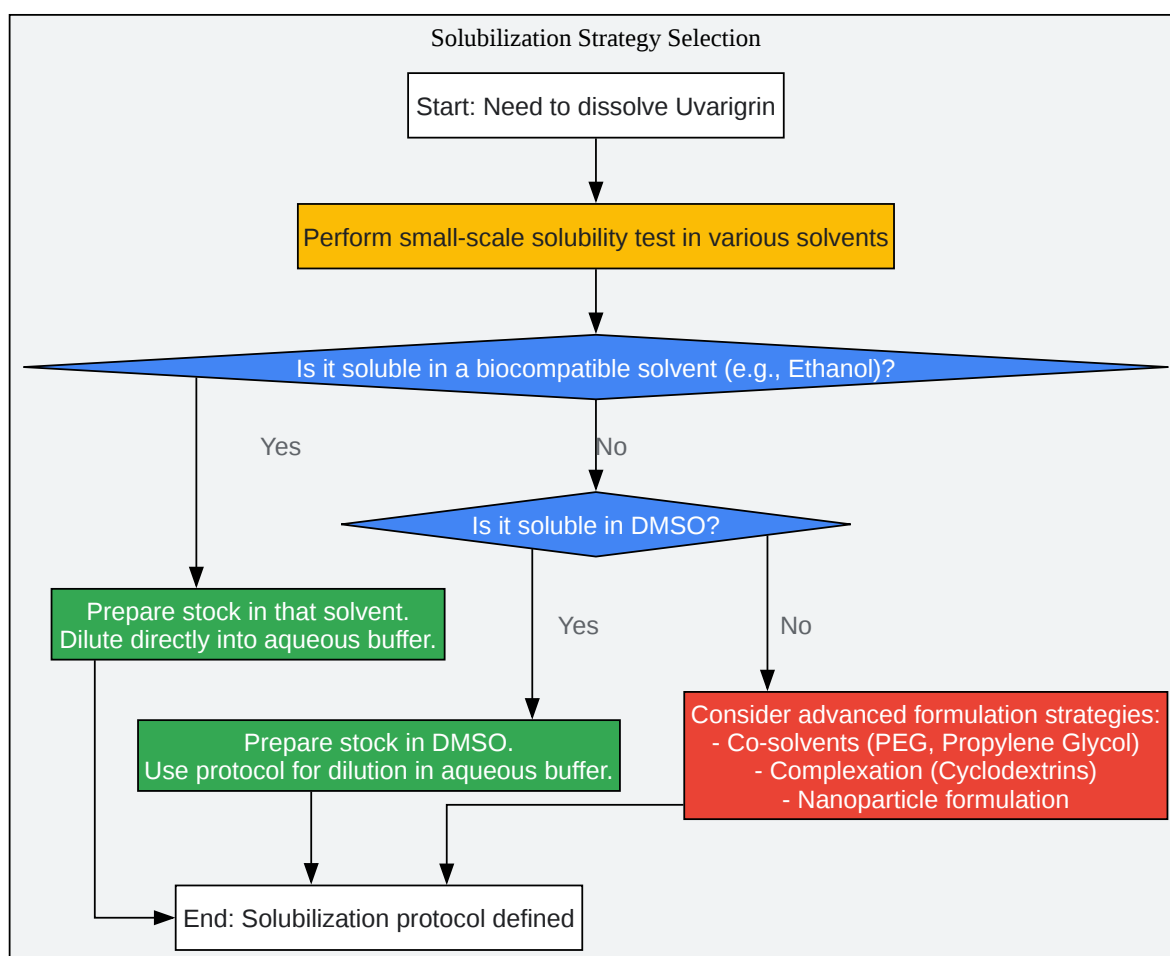 Solubilization Strategy Selection
Start: Need to dissolve Uvarigrin
Perform small-scale solubility test in various solvents
Is it soluble in a biocompatible solvent (e.g., Ethanol)?
Yes
No
Is it soluble in DMSO?
Prepare stock in that solvent.
Dilute directly into aqueous buffer.
Yes
No
Prepare stock in DMSO.
Use protocol for dilution in aqueous buffer.
Consider advanced formulation strategies:
- Co-solvents (PEG, Propylene Glycol)
- Complexation (Cyclodextrins)
- Nanoparticle formulation
End: Solubilization protocol defined